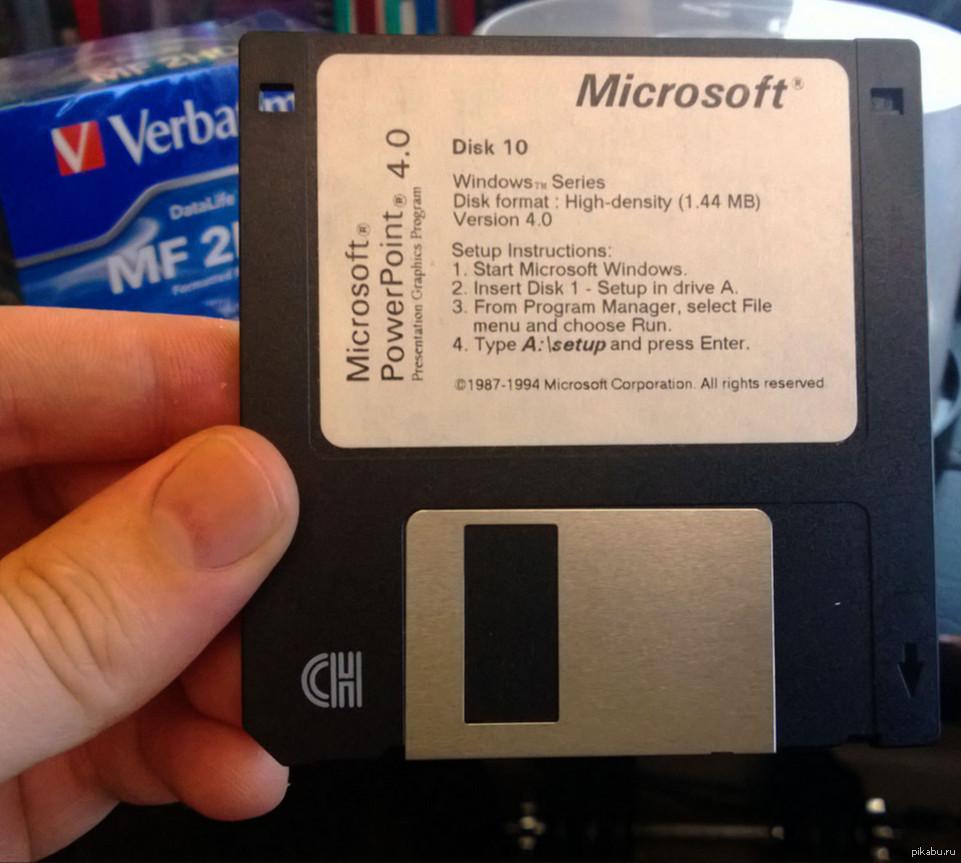 MF 2HD
Verba
DataLife
MF 2
Formatted
m
Microsoft®
Microsoft®
PowerPoint® 4.0
Presentation Graphics Program
Disk 10
Windows™ Series
Disk format : High-density (1.44 MB)
Version 4.0
Setup Instructions:
1. Start Microsoft Windows.
2. Insert Disk 1 - Setup in drive A.
3. From Program Manager, select File
menu and choose Run.
4. Type A:\setup and press Enter.
©1987-1994 Microsoft Corporation. All rights reserved
pikabu.ru